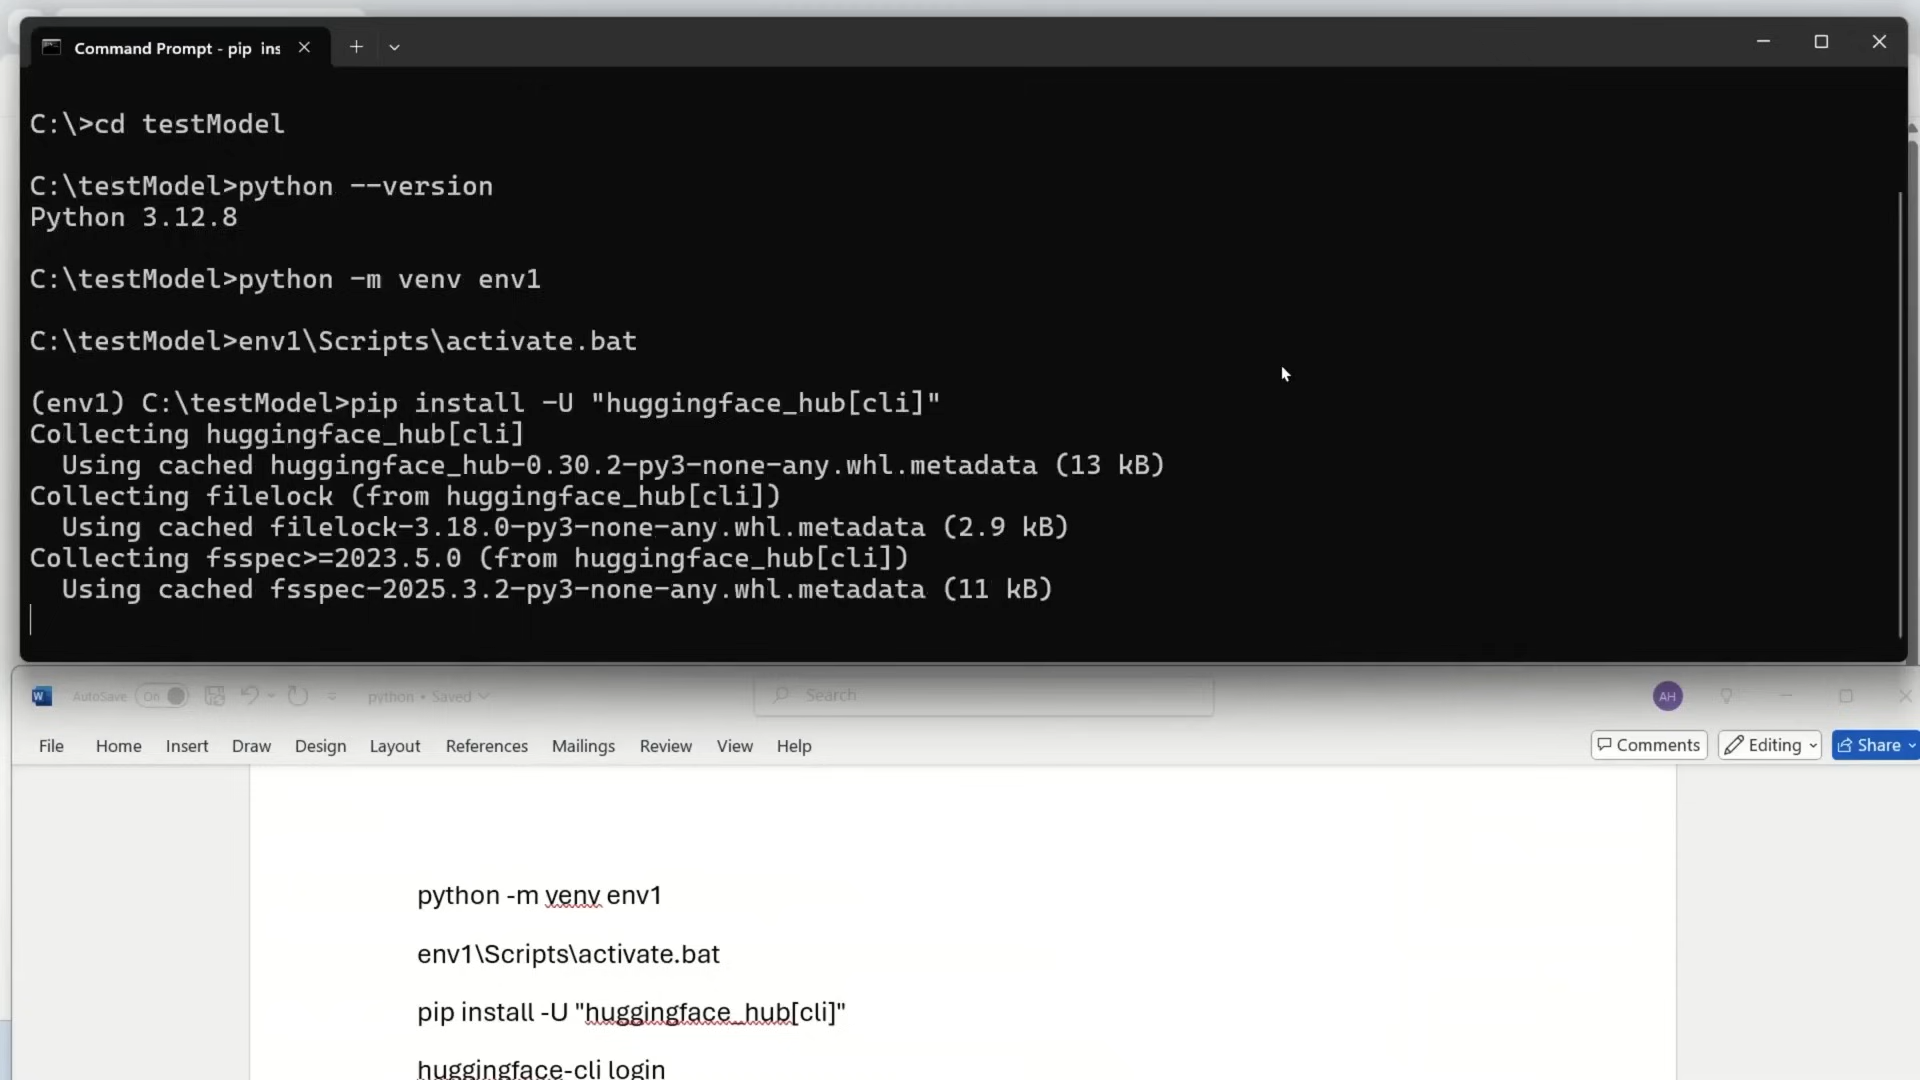 Command Prompt - pip ins
C:\>cd testModel
C:\testModel>python --version
Python 3.12.8
C:\testModel>python -m venv env1
C:\testModel>env1\Scripts\activate.bat
(env1) C:\testModel>pip install -U "huggingface_hub[cli]"
Collecting huggingface_hub[cli]
Using cached huggingface_hub-0.30.2-py3-none-any.whl.metadata (13 kB)
Collecting filelock (from huggingface_hub[cli])
Using cached filelock-3.18.0-py3-none-any.whl.metadata (2.9 kB)
Collecting fsspec>=2023.5.0 (from huggingface_hub[cli])
Using cached fsspec-2025.3.2-py3-none-any.whl.metadata (11 kB)
W AutoSave On python • Saved Search AH
File Home Insert Draw Design Layout References Mailings Review View Help Comments Editing Share
python -m venv env1
env1\Scripts\activate.bat
pip install -U "huggingface_hub[cli]"
huggingface-cli login